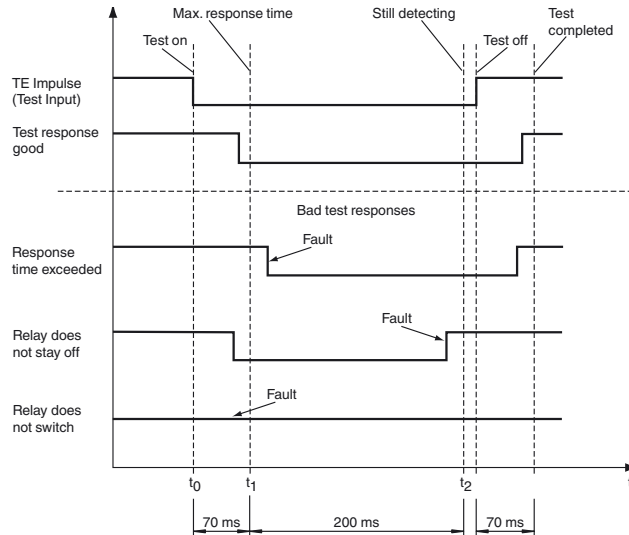 Test on
Max. response time
Still detecting
Test off
Test
completed
TE Impulse
(Test Input)
Test response
good
Bad test responses
Response
time exceeded
Fault
Relay does
not stay off
Fault
Relay does
not switch
Fault
t0
t1
t2
t
70 ms
200 ms
70 ms